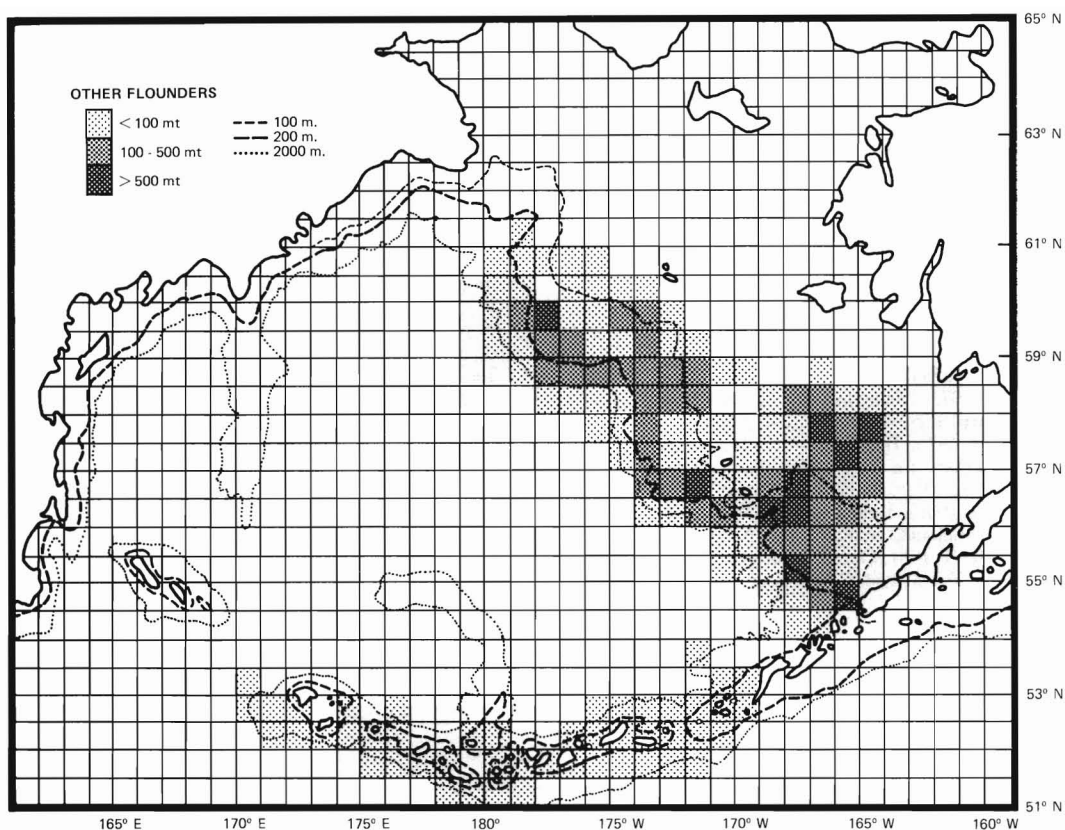 65° N
OTHER FLOUNDERS
< 100 mt
100 - 500 mt
> 500 mt
100 m.
200 m.
2000 m.
63° N
61° N
59° N
57° N
55° N
53° N
51° N
165° E
170° E
175° E
180°
175° W
170° W
165° W
160° W